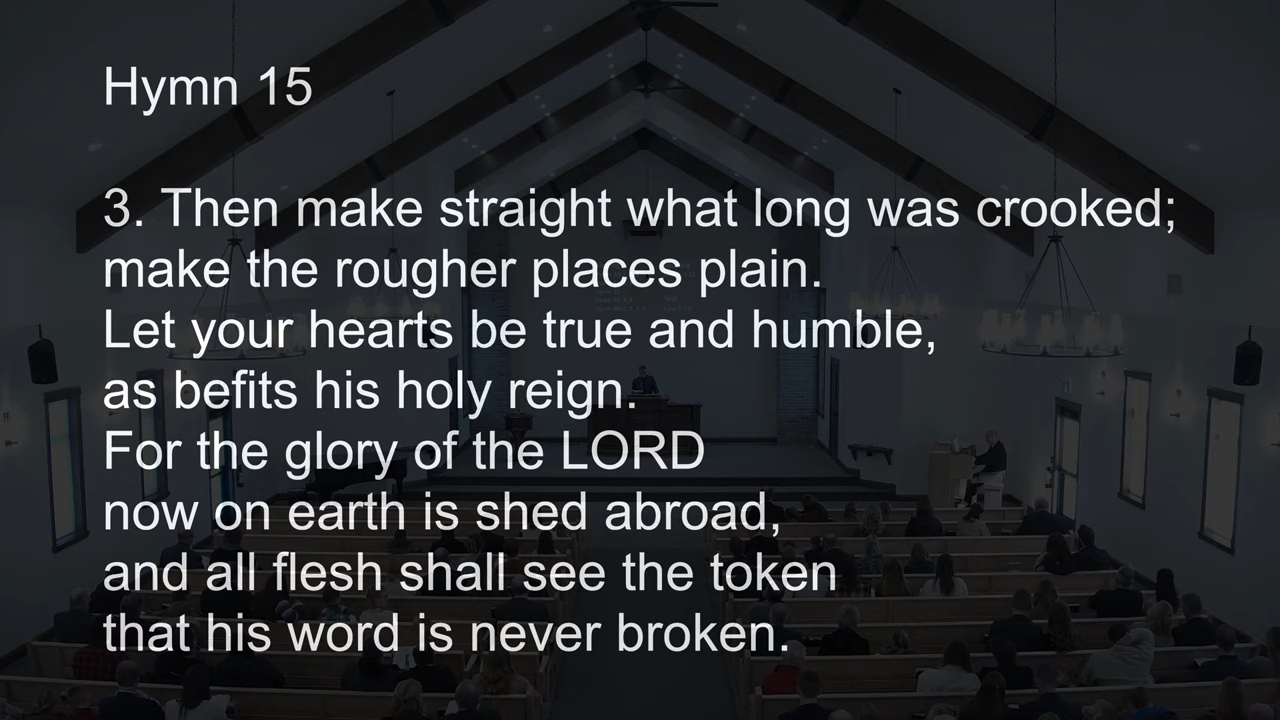 Hymn 15
3. Then make straight what long was crooked;
make the rougher places plain.
Let your hearts be true and humble,
as befits his holy reign.
For the glory of the LORD
now on earth is shed abroad,
and all flesh shall see the token
that his word is never broken.